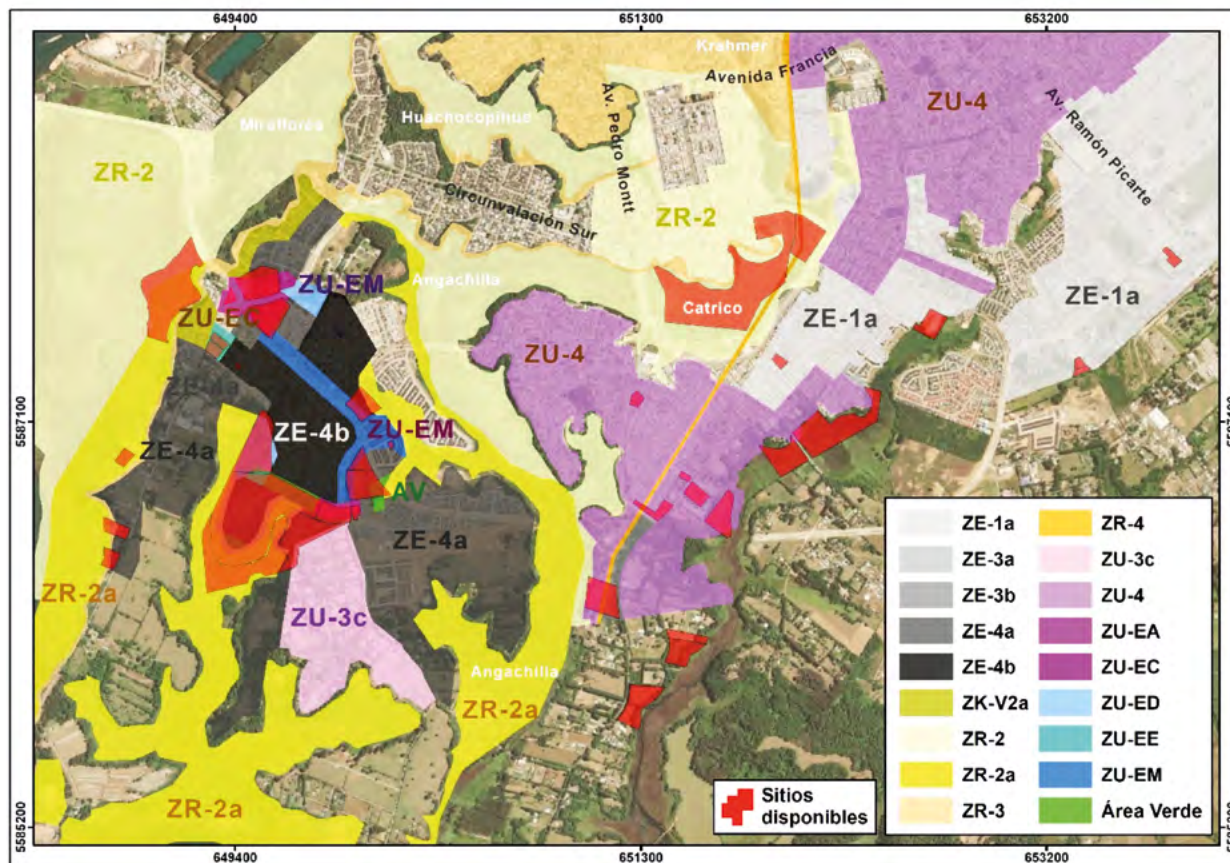 649400
651300
653200
Krahmer
Avenida Francia
ZU-4
Av. Ramón Picarte
Miraflores
Huachocopihue
Av. Pedro Montt
ZR-2
Circunvalación Sur
ZR-2
ZU-EM
Angachilla
ZU-EC
Catrico
ZE-1a
ZE-1a
ZU-4
ZE-4a
5587100
5587100
ZE-4b
ZU-EM
ZE-4a
AV
ZE-4a
ZR-2a
ZU-3c
Angachilla
ZR-2a
ZR-2a
ZE-1a
ZE-3a
ZE-3b
ZE-4a
ZE-4b
ZK-V2a
ZR-2
ZR-2a
ZR-3
ZR-4
ZU-3c
ZU-4
ZU-EA
ZU-EC
ZU-ED
ZU-EE
ZU-EM
Área Verde
Sitios
disponibles
5585200
649400
651300
653200